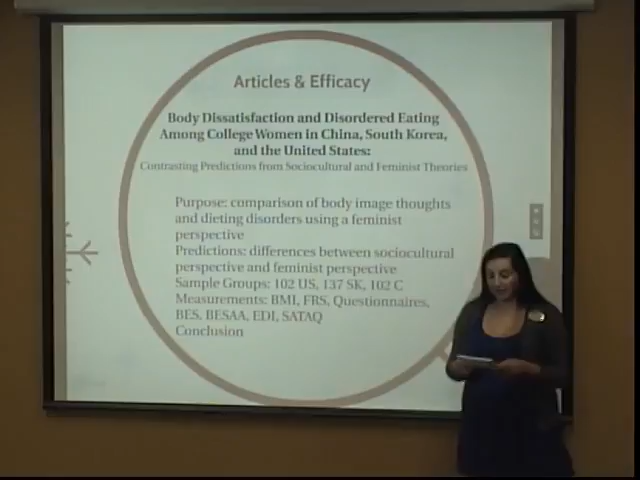 Articles & Efficacy
Body Dissatisfaction and Disordered Eating
Among College Women in China, South Korea,
and the United States:
Contrasting Predictions from Sociocultural and Feminist Theories
Purpose: comparison of body image thoughts
and dieting disorders using a feminist
perspective
Predictions: differences between sociocultural
perspective and feminist perspective
Sample Groups: 102 US, 137 SK, 102 C
Measurements: BMI, FRS, Questionnaires,
BES, BESAA, EDI, SATAQ
Conclusion